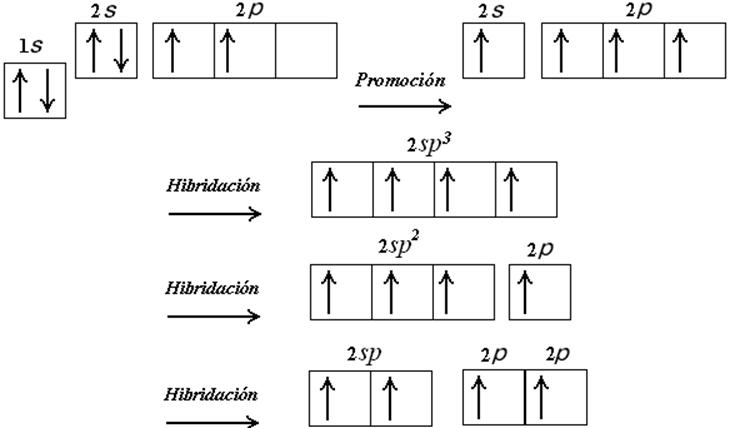 2s 2p 2s 2p
1s
Promoción
2sp³
Hibridación
2sp² 2p
Hibridación
2sp 2p 2p
Hibridación